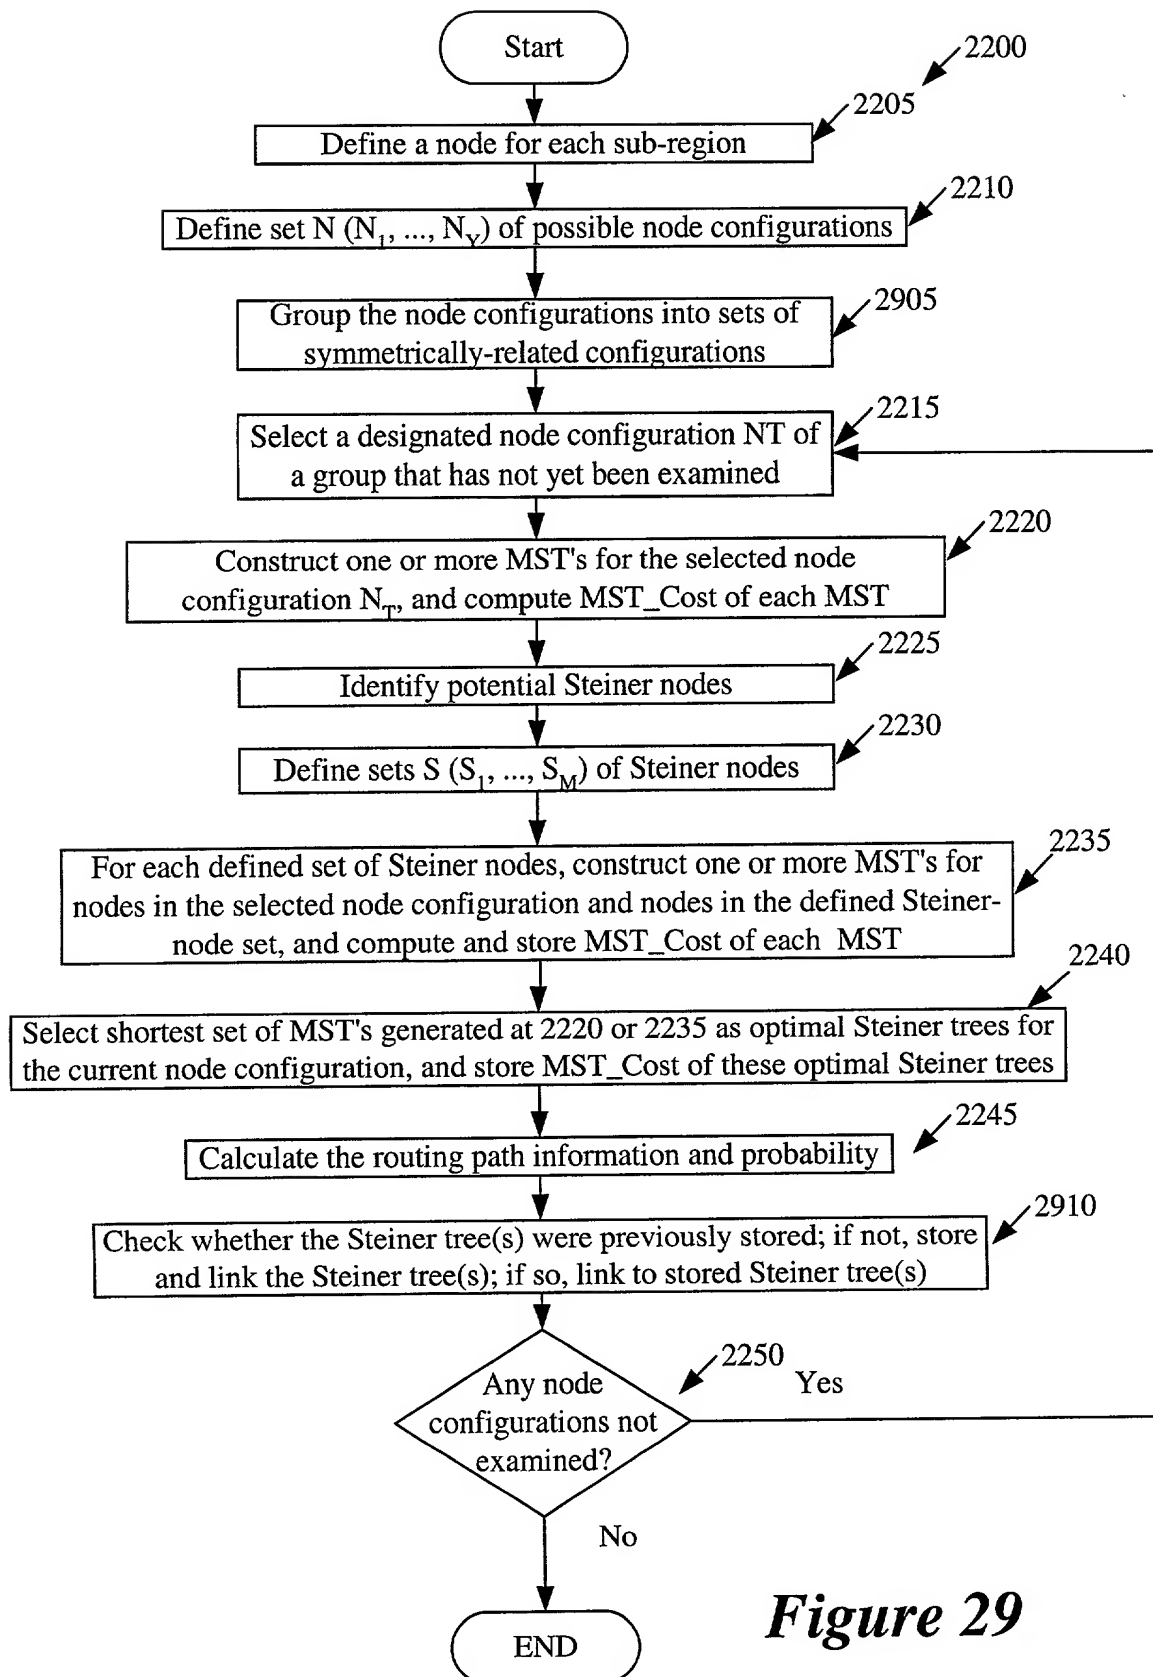 Start
2200
2205
Define a node for each sub-region
2210
Define set N (N1, ..., NY) of possible node configurations
2905
Group the node configurations into sets of
symmetrically-related configurations
2215
Select a designated node configuration NT of
a group that has not yet been examined
2220
Construct one or more MST's for the selected node
configuration NT, and compute MST_Cost of each MST
2225
Identify potential Steiner nodes
2230
Define sets S (S1, ..., SM) of Steiner nodes
2235
For each defined set of Steiner nodes, construct one or more MST's for
nodes in the selected node configuration and nodes in the defined Steiner-
node set, and compute and store MST_Cost of each MST
2240
Select shortest set of MST's generated at 2220 or 2235 as optimal Steiner trees for
the current node configuration, and store MST_Cost of these optimal Steiner trees
2245
Calculate the routing path information and probability
2910
Check whether the Steiner tree(s) were previously stored; if not, store
and link the Steiner tree(s); if so, link to stored Steiner tree(s)
2250
Yes
Any node
configurations not
examined?
No
END
Figure 29